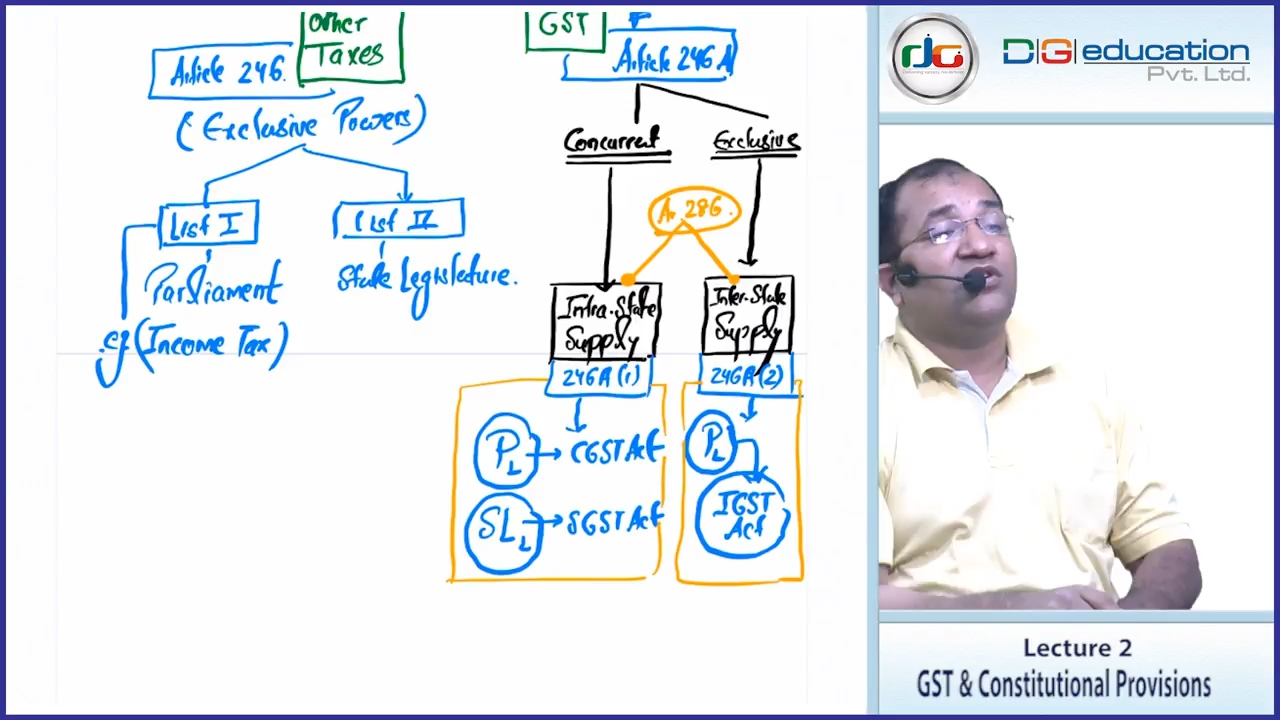 Other
Taxes
Article 246.
(Exclusive Powers)
List I
List II
Parliament
State Legislature.
eg (Income Tax)
GST
Article 246A
Concurrent
Exclusive
Ar 286.
Intra-State
Supply
246A(1)
Inter-State
Supply
246A(2)
PL
CGST Act
SLL
SGST Act
PL
IGST
Act
DG education
Pvt. Ltd.
Lecture 2
GST & Constitutional Provisions